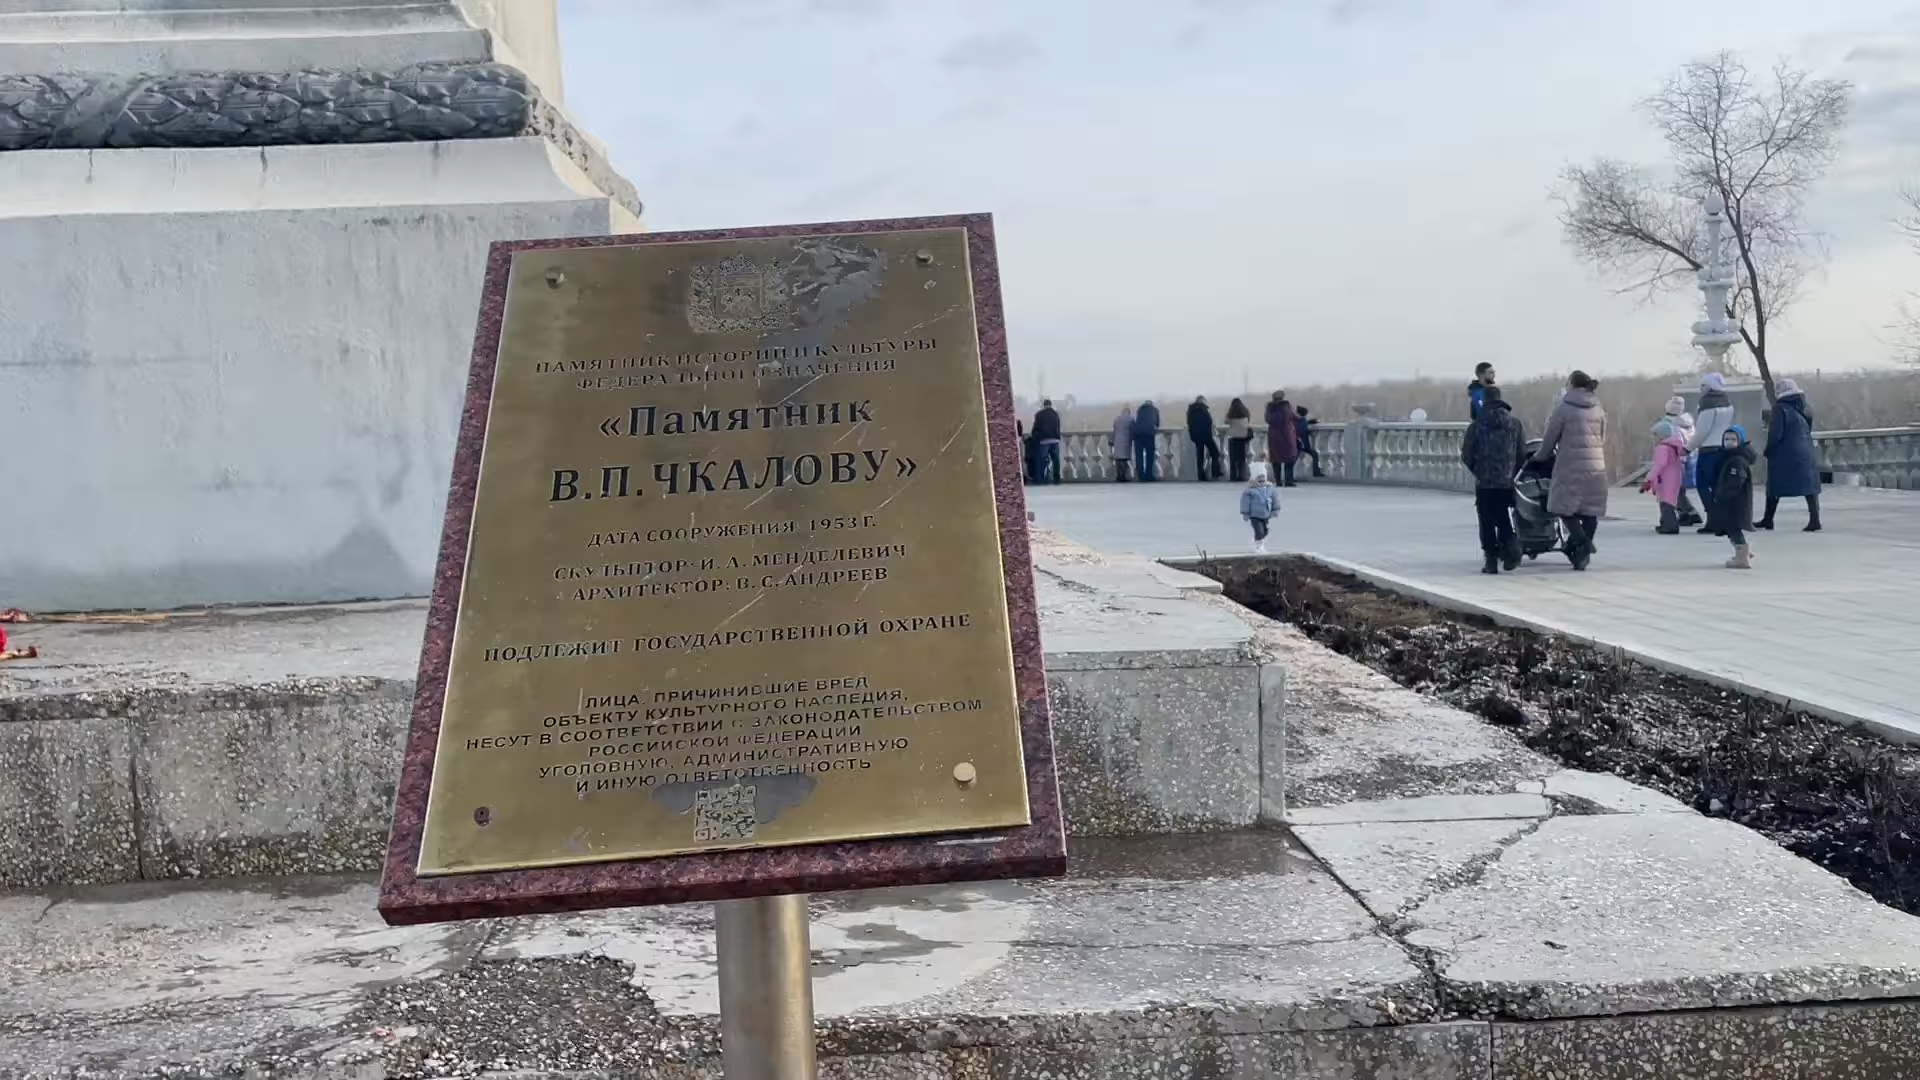 ПАМЯТНИК ИСТОРИИ И КУЛЬТУРЫ
ФЕДЕРАЛЬНОГО ЗНАЧЕНИЯ
«Памятник
В.П.ЧКАЛОВУ»
ДАТА СООРУЖЕНИЯ 1953 Г.
СКУЛЬПТОР: И. А. МЕНДЕЛЕВИЧ
АРХИТЕКТОР: В. С. АНДРЕЕВ
ПОДЛЕЖИТ ГОСУДАРСТВЕННОЙ ОХРАНЕ
ЛИЦА, ПРИЧИНИВШИЕ ВРЕД
ОБЪЕКТУ КУЛЬТУРНОГО НАСЛЕДИЯ,
НЕСУТ В СООТВЕТСТВИИ С ЗАКОНОДАТЕЛЬСТВОМ
РОССИЙСКОЙ ФЕДЕРАЦИИ
УГОЛОВНУЮ, АДМИНИСТРАТИВНУЮ
И ИНУЮ ОТВЕТСТВЕННОСТЬ